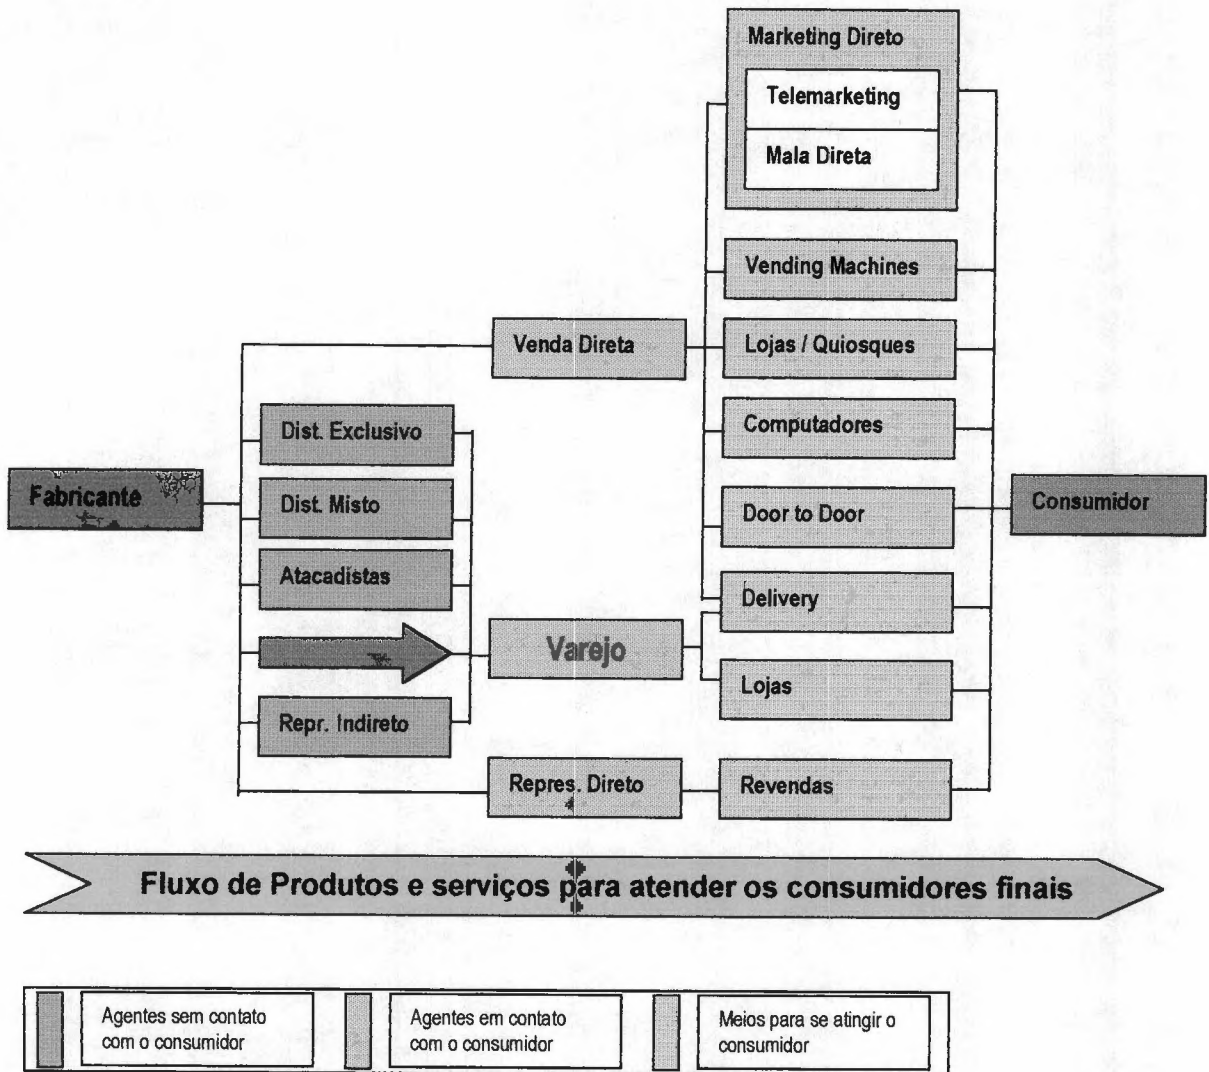 Marketing Direto
Telemarketing
Mala Direta
Vending Machines
Venda Direta
Lojas / Quiosques
Dist. Exclusivo
Computadores
Fabricante
Dist. Misto
Door to Door
Consumidor
Atacadistas
Delivery
Varejo
Lojas
Repr. Indireto
Repres. Direto
Revendas
Fluxo de Produtos e serviços para atender os consumidores finais
Agentes sem contato
com o consumidor
Agentes em contato
com o consumidor
Meios para se atingir o
consumidor